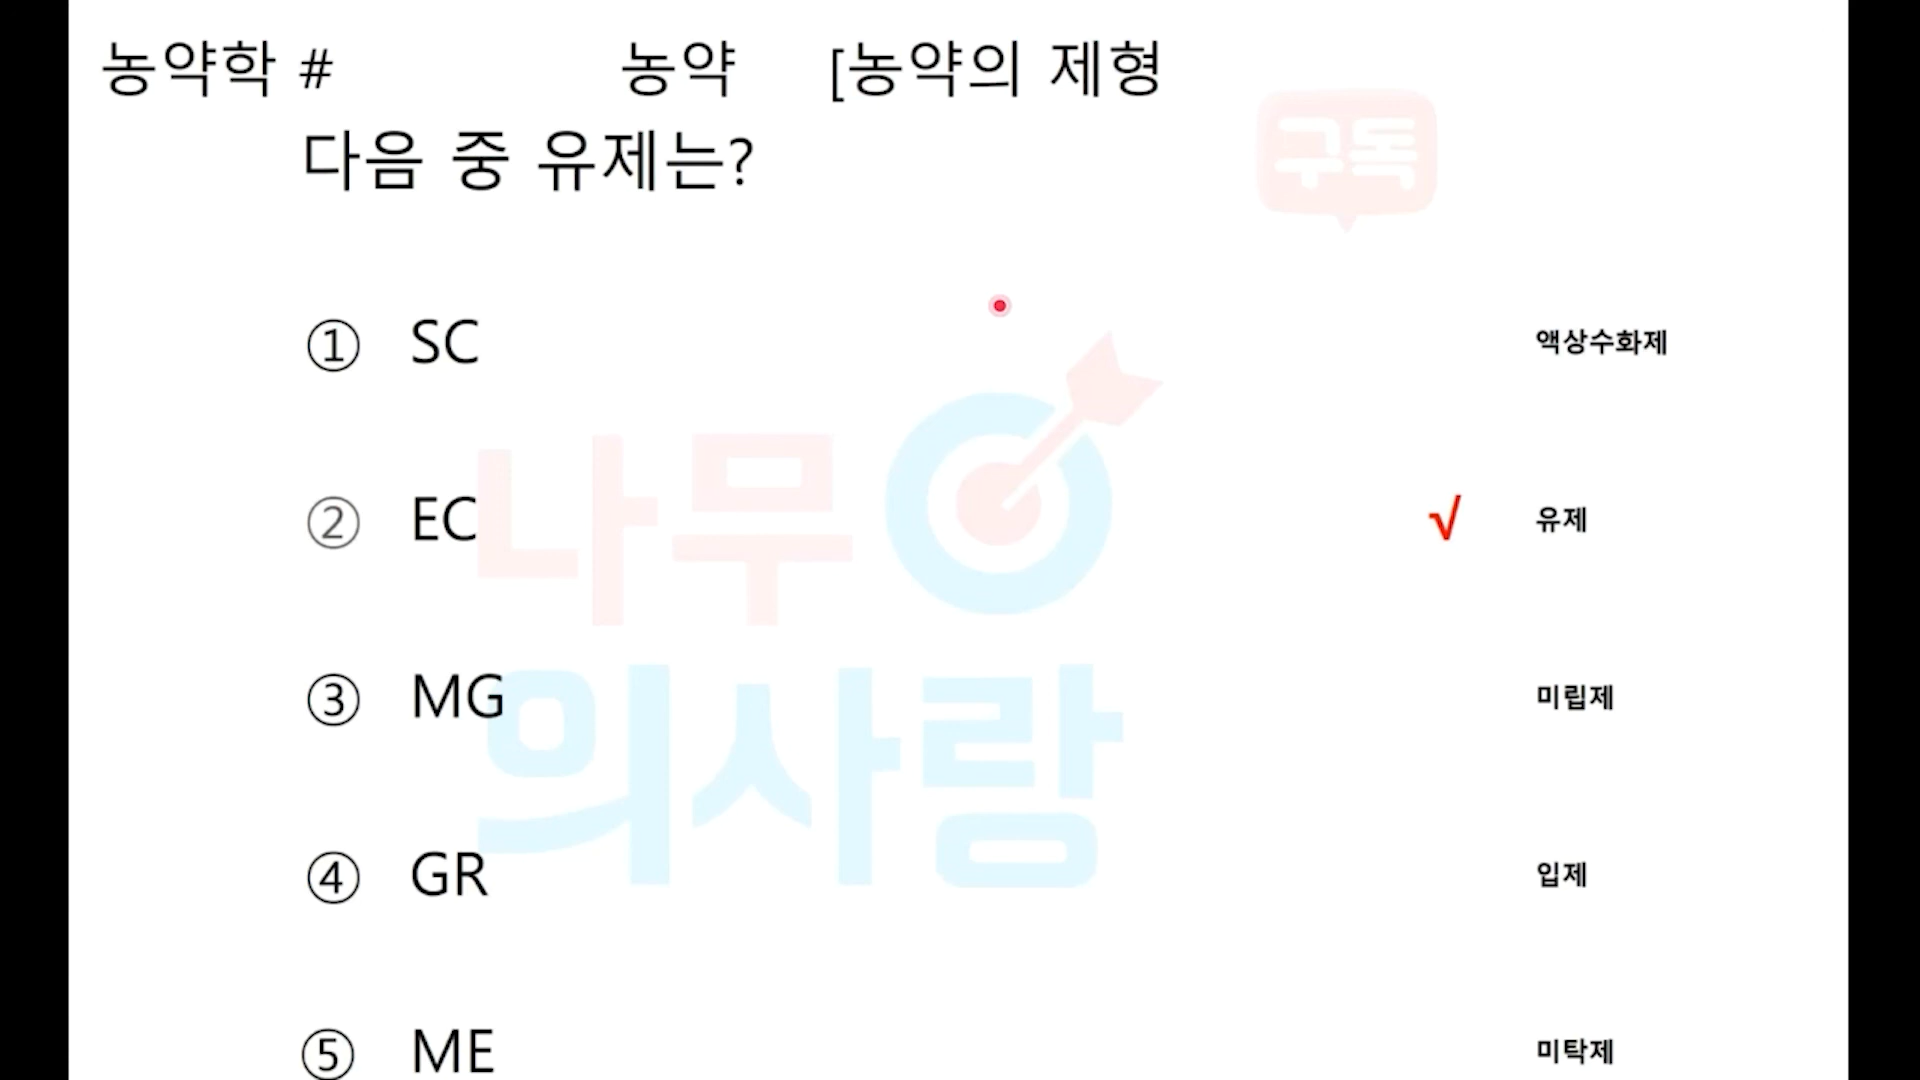 농약학 # 농약 [농약의 제형
구독
다음 중 유제는?
① SC 액상수화제
② EC √ 유제
③ MG 미립제
④ GR 입제
⑤ ME 미탁제
나무
의사랑